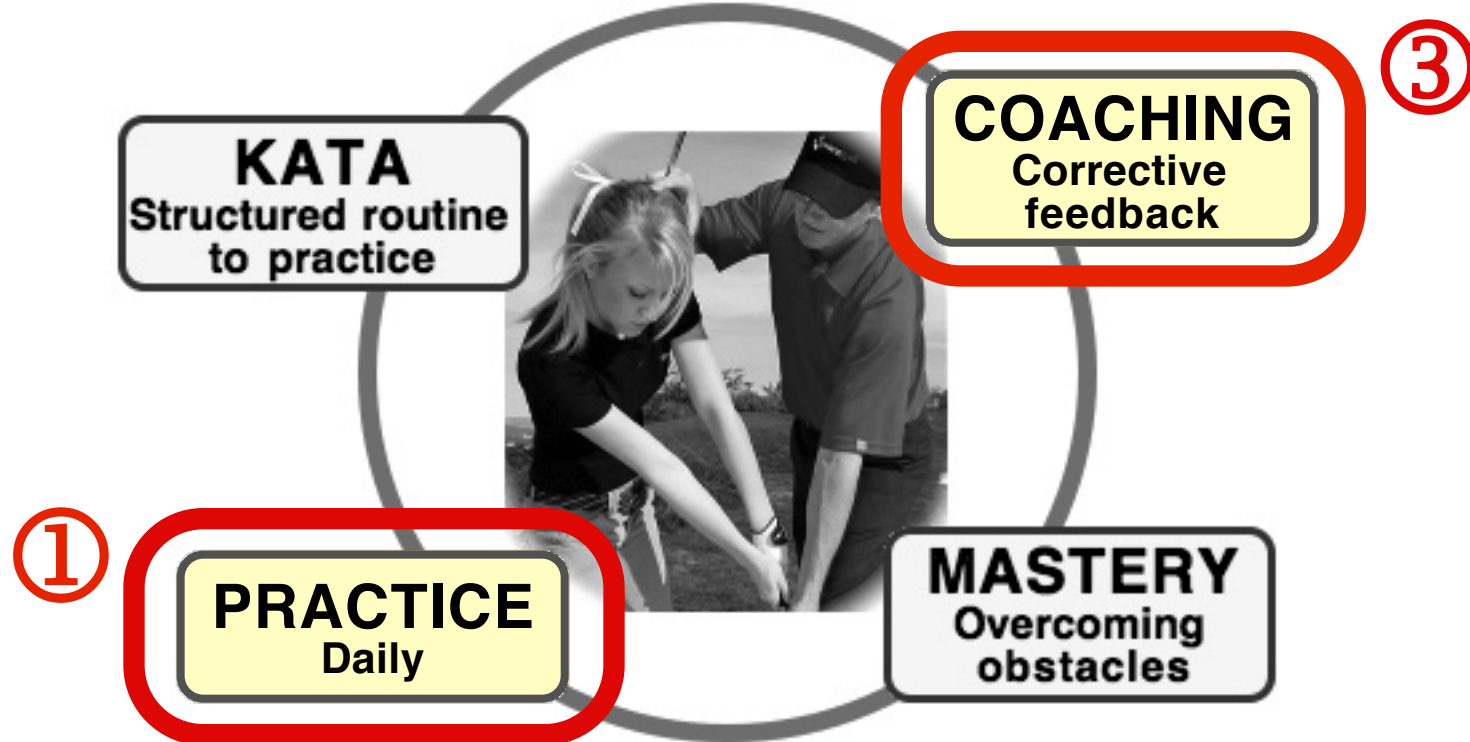 KATA
Structured routine
to practice
COACHING
Corrective
feedback
③
①
PRACTICE
Daily
MASTERY
Overcoming
obstacles